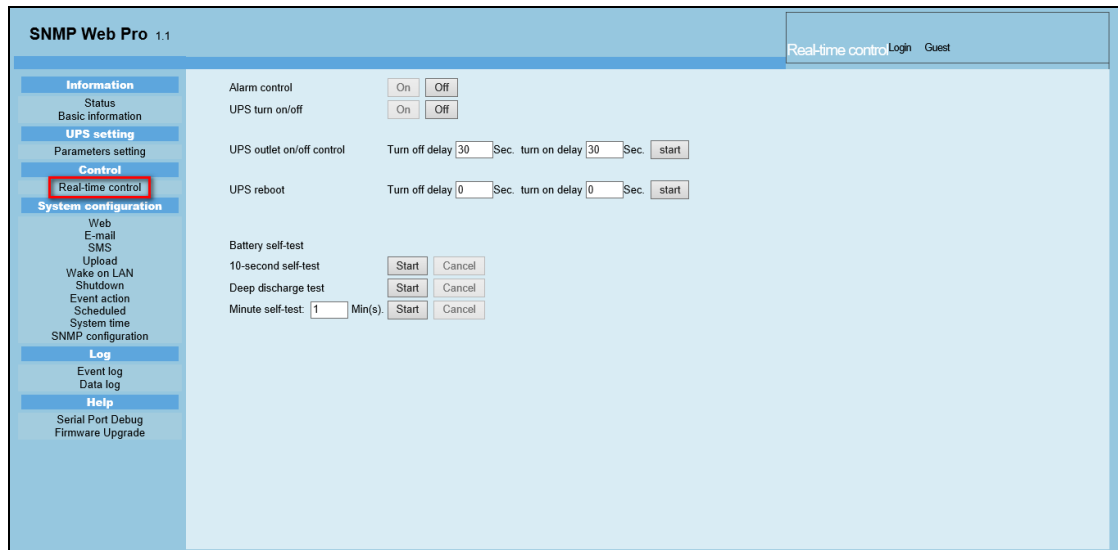 SNMP Web Pro 1.1
Real-time control Login Guest
Information
Status
Basic information
UPS setting
Parameters setting
Control
Real-time control
System configuration
Web
E-mail
SMS
Upload
Wake on LAN
Shutdown
Event action
Scheduled
System time
SNMP configuration
Log
Event log
Data log
Help
Serial Port Debug
Firmware Upgrade
Alarm control On Off
UPS turn on/off On Off
UPS outlet on/off control Turn off delay 30 Sec. turn on delay 30 Sec. start
UPS reboot Turn off delay 0 Sec. turn on delay 0 Sec. start
Battery self-test
10-second self-test Start Cancel
Deep discharge test Start Cancel
Minute self-test: 1 Min(s). Start Cancel